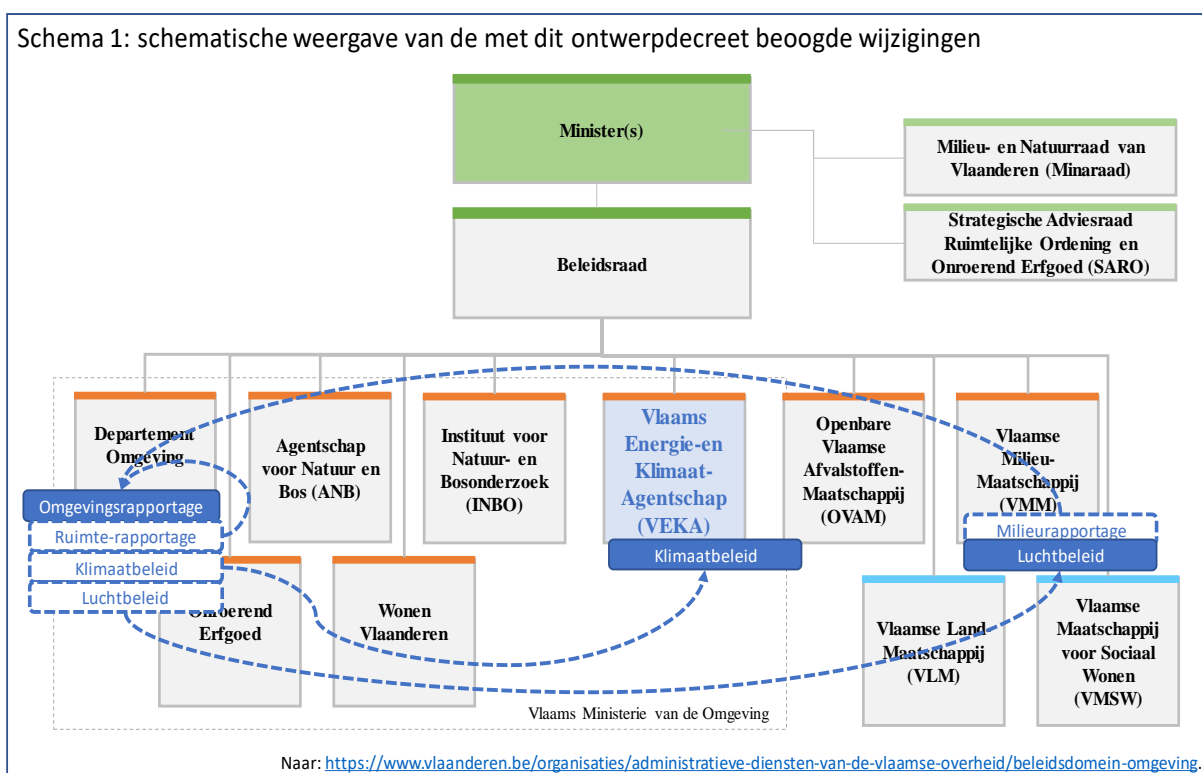 Schema 1: schematische weergave van de met dit ontwerpdecreet beoogde wijzigingen
Minister(s)
Milieu- en Natuurraad van
Vlaanderen (Minaraad)
Strategische Adviesraad
Ruimtelijke Ordening en
Onroerend Erfgoed (SARO)
Beleidsraad
Departement
Omgeving
Agentschap
voor Natuur en
Bos (ANB)
Instituut voor
Natuur- en
Bosonderzoek
(INBO)
Vlaams
Energie-en
Klimaat-
Agentschap
(VEKA)
Openbare
Vlaamse
Afvalstoffen-
Maatschappij
(OVAM)
Vlaamse
Milieu-
Maatschappij
(VMM)
Omgevingsrapportage
Ruimte-rapportage
Klimaatbeleid
Luchtbeleid
Klimaatbeleid
Milieurapportage
Luchtbeleid
Onroerend
Erfgoed
Wonen
Vlaanderen
Vlaamse Land-
Maatschappij
(VLM)
Vlaamse
Maatschappij
voor Sociaal
Wonen
(VMSW)
Vlaams Ministerie van de Omgeving
Naar: https://www.vlaanderen.be/organisaties/administratieve-diensten-van-de-vlaamse-overheid/beleidsdomein-omgeving.